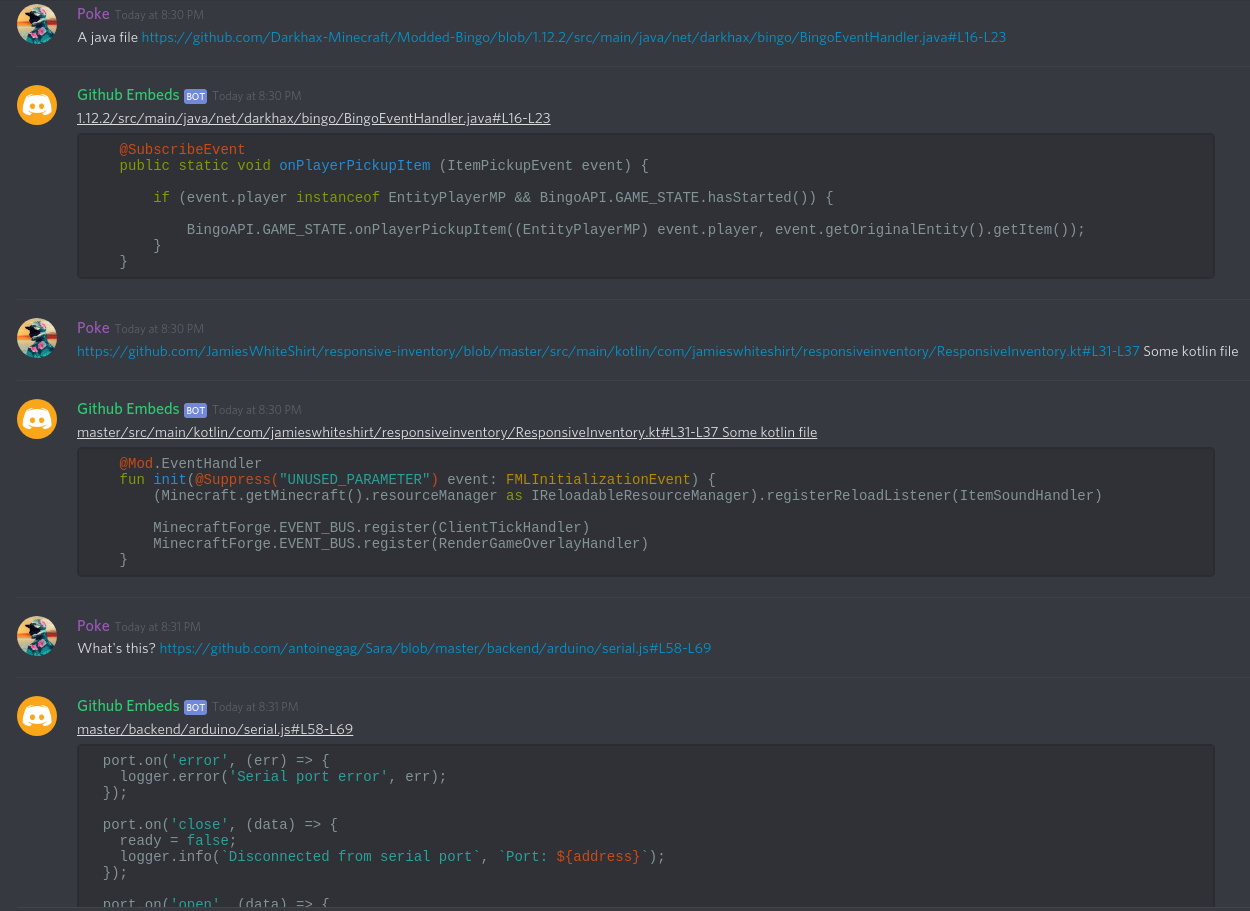 Poke Today at 8:30 PM
A java file https://github.com/Darkhax-Minecraft/Modded-Bingo/blob/1.12.2/src/main/java/net/darkhax/bingo/BingoEventHandler.java#L16-L23
Github Embeds BOT Today at 8:30 PM
1.12.2/src/main/java/net/darkhax/bingo/BingoEventHandler.java#L16-L23
@SubscribeEvent
public static void onPlayerPickupItem (ItemPickupEvent event) {
if (event.player instanceof EntityPlayerMP && BingoAPI.GAME_STATE.hasStarted()) {
BingoAPI.GAME_STATE.onPlayerPickupItem((EntityPlayerMP) event.player, event.getOriginalEntity().getItem());
}
}
Poke Today at 8:30 PM
https://github.com/JamiesWhiteShirt/responsive-inventory/blob/master/src/main/kotlin/com/jamieswhiteshirt/responsiveinventory/ResponsiveInventory.kt#L31-L37 Some kotlin file
Github Embeds BOT Today at 8:30 PM
master/src/main/kotlin/com/jamieswhiteshirt/responsiveinventory/ResponsiveInventory.kt#L31-L37 Some kotlin file
@Mod.EventHandler
fun init(@Suppress("UNUSED_PARAMETER") event: FMLInitializationEvent) {
(Minecraft.getMinecraft().resourceManager as IReloadableResourceManager).registerReloadListener(ItemSoundHandler)
MinecraftForge.EVENT_BUS.register(ClientTickHandler)
MinecraftForge.EVENT_BUS.register(RenderGameOverlayHandler)
}
Poke Today at 8:31 PM
What's this? https://github.com/antoinegag/Sara/blob/master/backend/arduino/serial.js#L58-L69
Github Embeds BOT Today at 8:31 PM
master/backend/arduino/serial.js#L58-L69
port.on('error', (err) => {
logger.error('Serial port error', err);
});
port.on('close', (data) => {
ready = false;
logger.info(`Disconnected from serial port`, `Port: ${address}`);
});
port.on('open', (data) => {